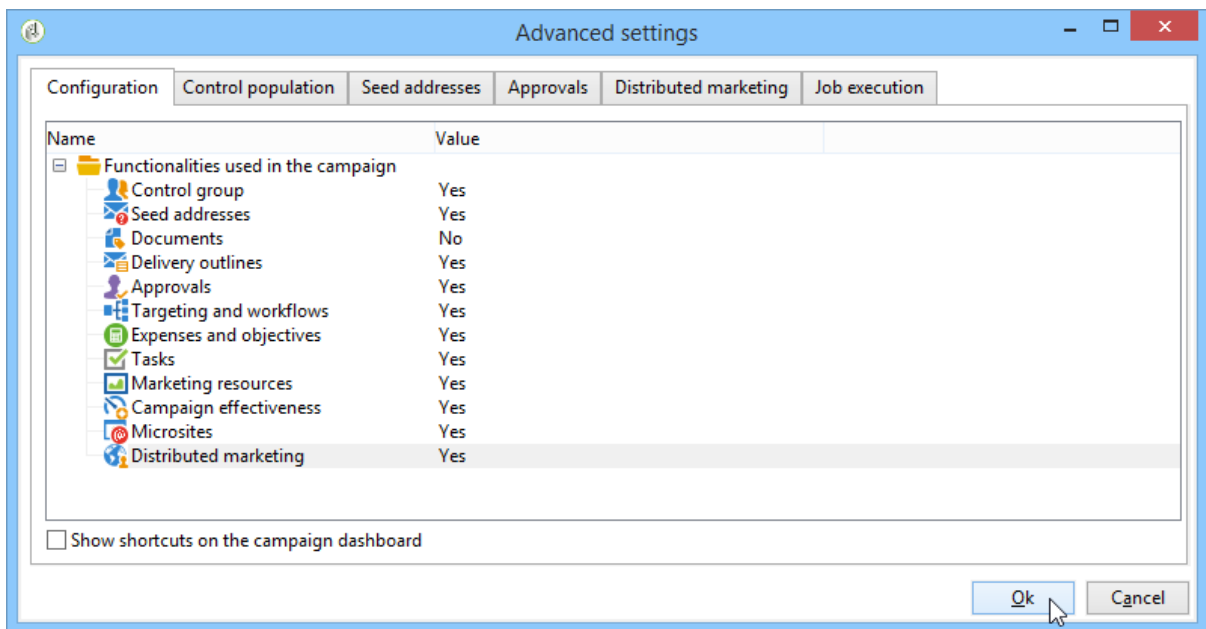 Advanced settings
Configuration Control population Seed addresses Approvals Distributed marketing Job execution
Name Value
Functionalities used in the campaign
Control group Yes
Seed addresses Yes
Documents No
Delivery outlines Yes
Approvals Yes
Targeting and workflows Yes
Expenses and objectives Yes
Tasks Yes
Marketing resources Yes
Campaign effectiveness Yes
Microsites Yes
Distributed marketing Yes
Show shortcuts on the campaign dashboard
Ok Cancel